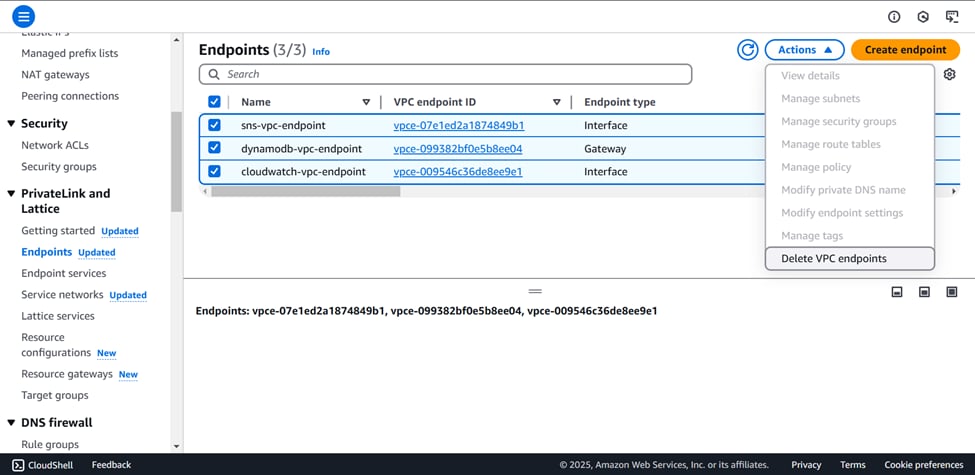 Elastic IPs
Managed prefix lists
NAT gateways
Peering connections
Security
Network ACLs
Security groups
PrivateLink and
Lattice
Getting started Updated
Endpoints Updated
Endpoint services
Service networks Updated
Lattice services
Resource
configurations New
Resource gateways New
Target groups
DNS firewall
Rule groups
Endpoints (3/3) Info
Actions
Create endpoint
Search
Name VPC endpoint ID Endpoint type
sns-vpc-endpoint vpce-07e1ed2a1874849b1 Interface
dynamodb-vpc-endpoint vpce-099382bf0e5b8ee04 Gateway
cloudwatch-vpc-endpoint vpce-009546c36de8ee9e1 Interface
View details
Manage subnets
Manage security groups
Manage route tables
Manage policy
Modify private DNS name
Modify endpoint settings
Manage tags
Delete VPC endpoints
Endpoints: vpce-07e1ed2a1874849b1, vpce-099382bf0e5b8ee04, vpce-009546c36de8ee9e1
CloudShell Feedback © 2025, Amazon Web Services, Inc. or its affiliates. Privacy Terms Cookie preferences